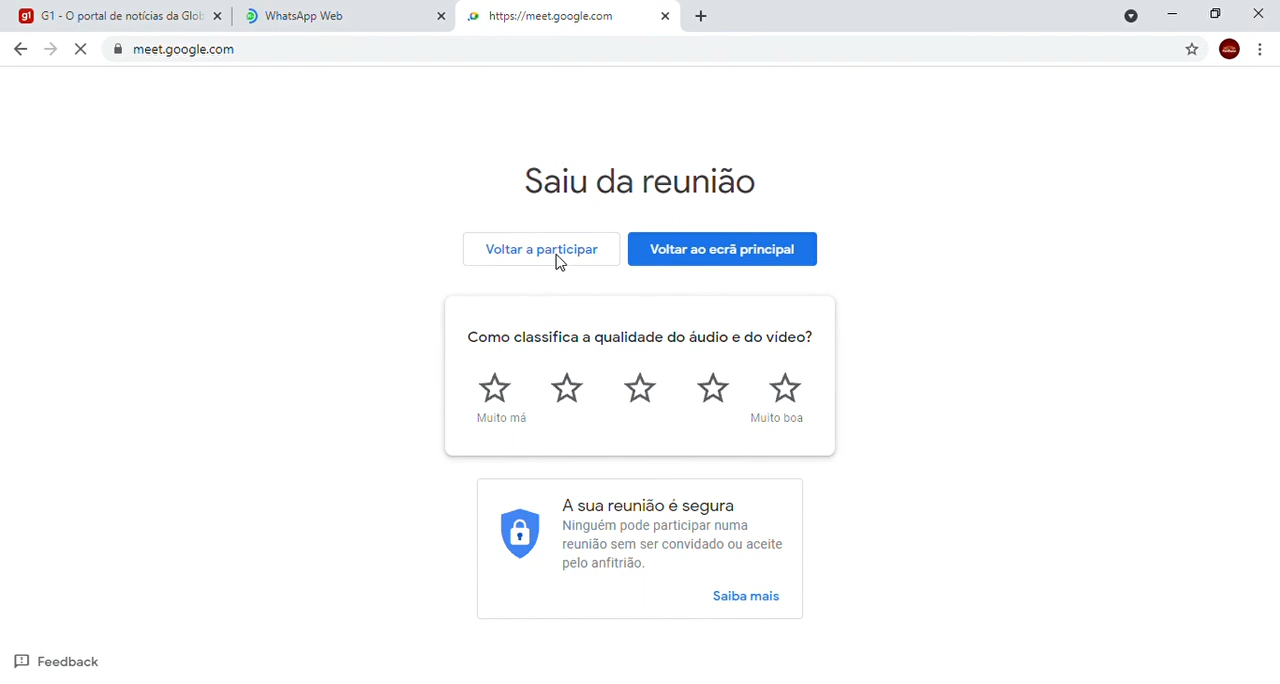 g1 G1 - O portal de notícias da Glob
WhatsApp Web
https://meet.google.com
meet.google.com
Saiu da reunião
Voltar a participar
Voltar ao ecrã principal
Como classifica a qualidade do áudio e do vídeo?
Muito má
Muito boa
A sua reunião é segura
Ninguém pode participar numa
reunião sem ser convidado ou aceite
pelo anfitrião.
Saiba mais
Feedback